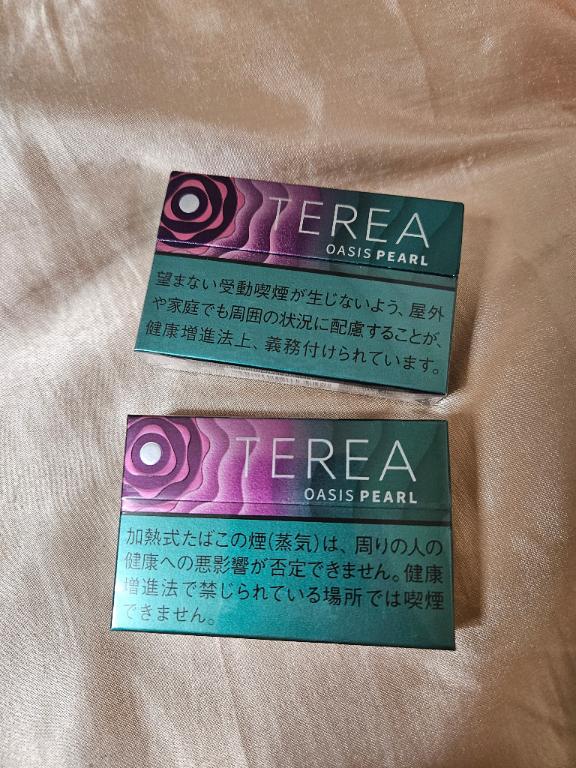 TEREA
OASIS PEARL
望まない受動喫煙が生じないよう、屋外
や家庭でも周囲の状況に配慮することが、
健康増進法上、義務付けられています。
TEREA
OASIS PEARL
加熱式たばこの煙(蒸気)は、周りの人の
健康への悪影響が否定できません。健康
増進法で禁じられている場所では喫煙
できません。